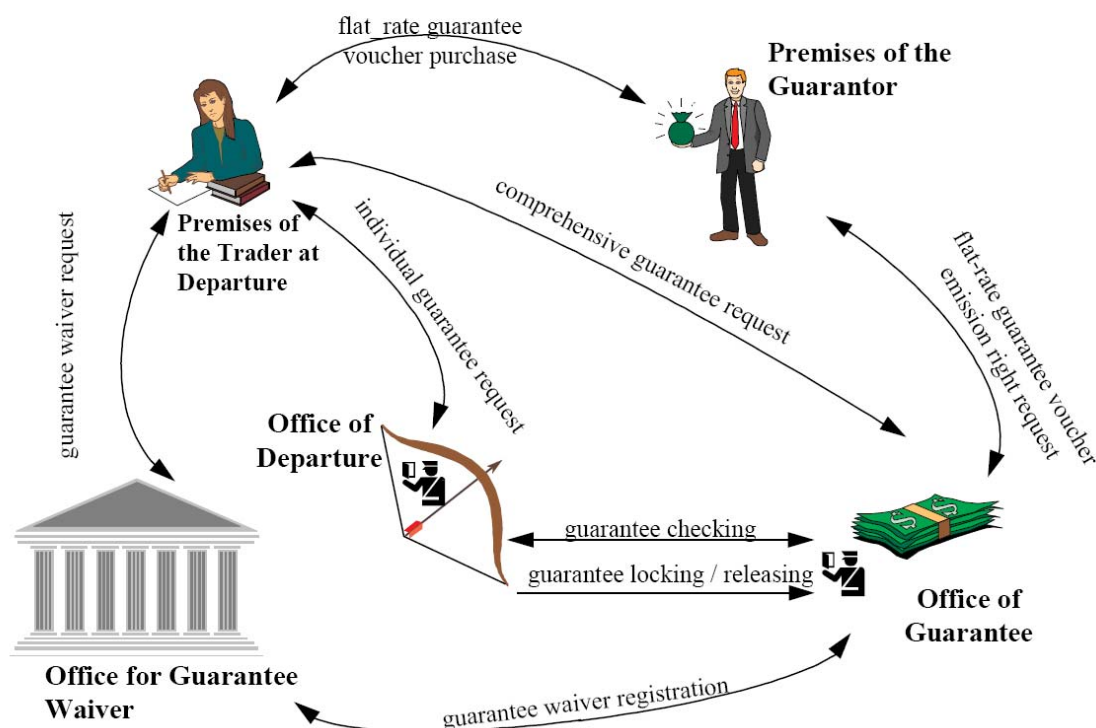 flat_rate guarantee
voucher purchase
Premises of the
Guarantor
Premises of
the Trader at
Departure
guarantee waiver request
individual guarantee request
comprehensive guarantee request
flat-rate guarantee voucher
emission right request
Office of
Departure
guarantee checking
guarantee locking / releasing
$ $
Office of
Guarantee
Office for Guarantee
Waiver
guarantee waiver registration